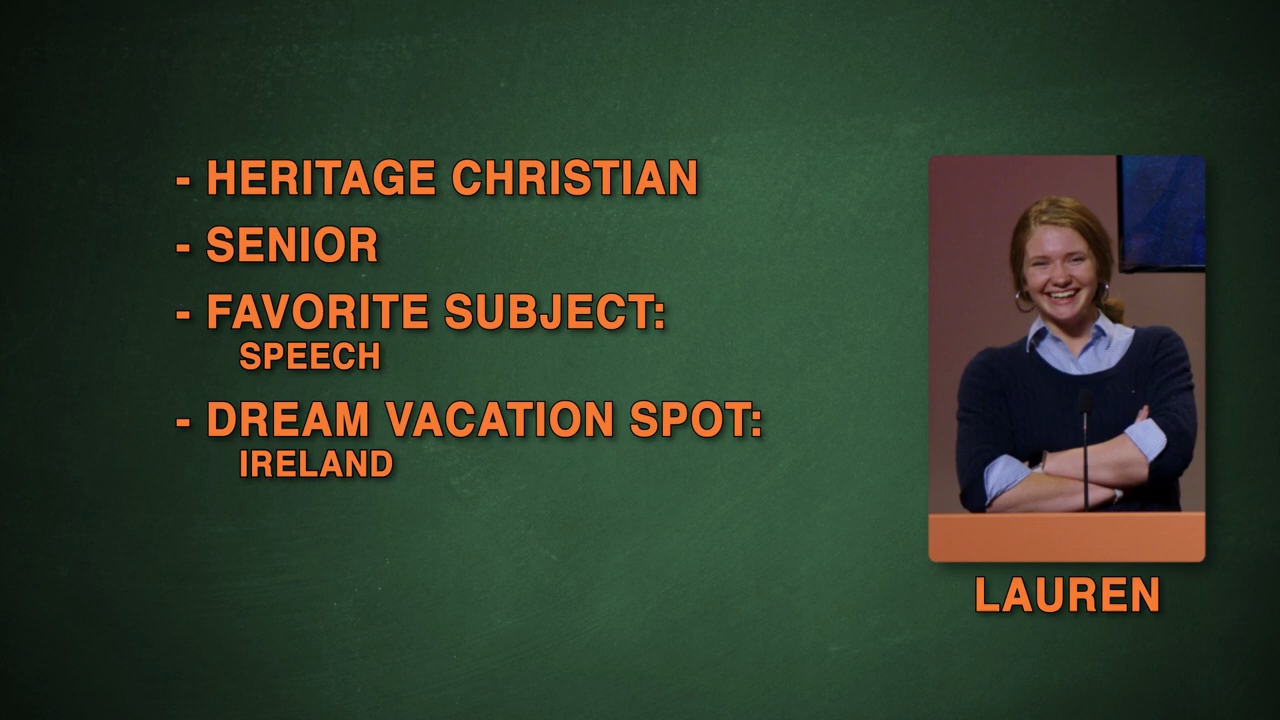 - HERITAGE CHRISTIAN
- SENIOR
- FAVORITE SUBJECT:
SPEECH
- DREAM VACATION SPOT:
IRELAND
LAUREN